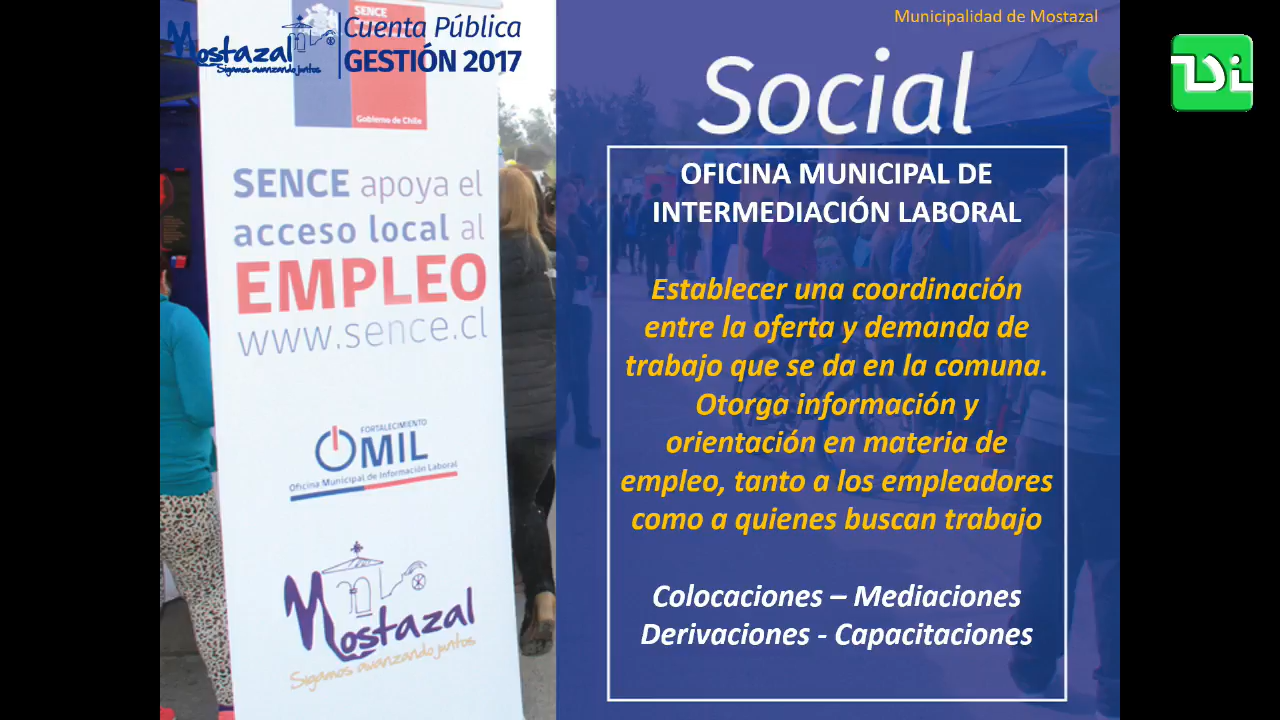 Mostazal
Sigamos avanzando juntos
Cuenta Pública
GESTIÓN 2017
Municipalidad de Mostazal
SENCE
Gobierno de Chile
SENCE apoya el
acceso local al
EMPLEO
www.sence.cl
FORTALECIMIENTO
OMIL
Oficina Municipal de Información Laboral
Mostazal
Sigamos avanzando juntos
Social
OFICINA MUNICIPAL DE
INTERMEDIACIÓN LABORAL
Establecer una coordinación
entre la oferta y demanda de
trabajo que se da en la comuna.
Otorga información y
orientación en materia de
empleo, tanto a los empleadores
como a quienes buscan trabajo
Colocaciones – Mediaciones
Derivaciones - Capacitaciones